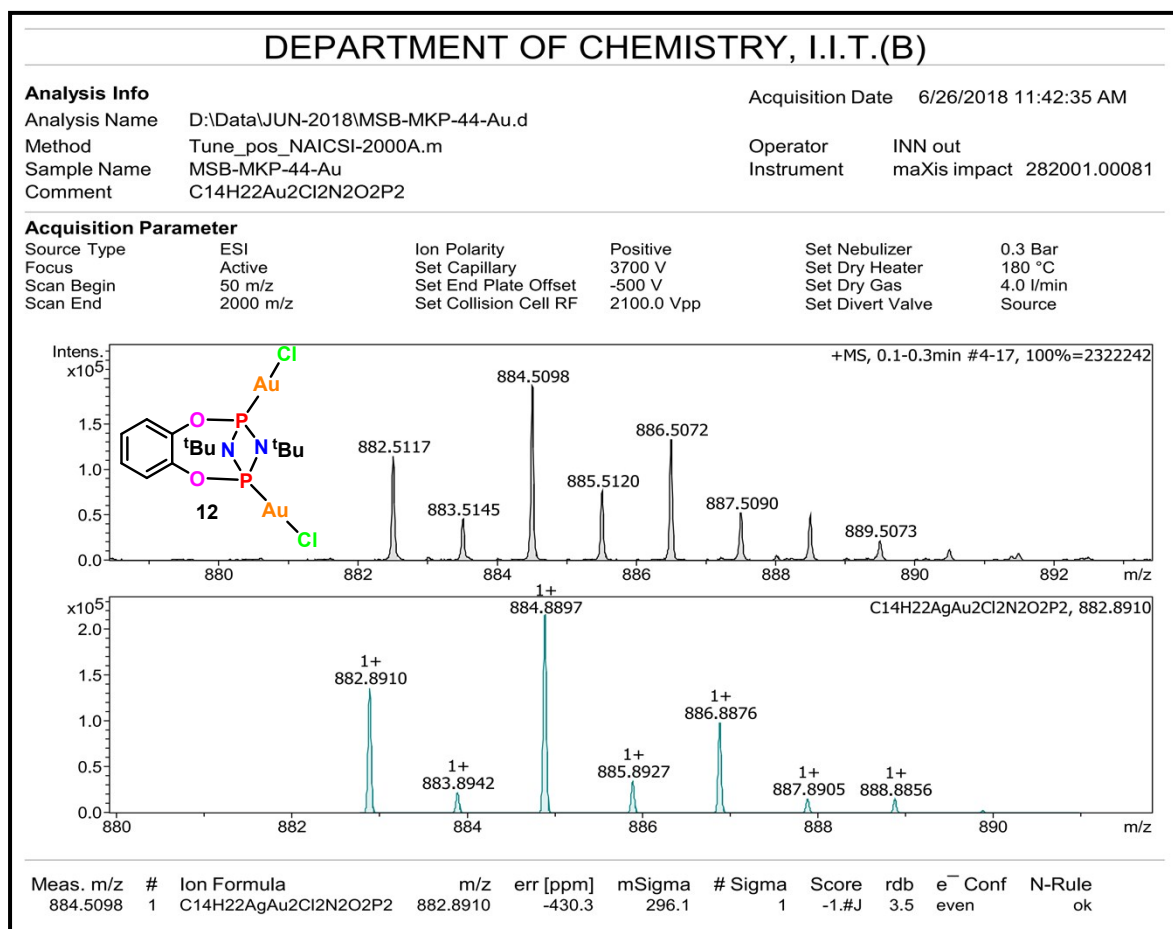 DEPARTMENT OF CHEMISTRY, I.I.T.(B)
Analysis Info
Acquisition Date 6/26/2018 11:42:35 AM
Analysis Name D:\Data\JUN-2018\MSB-MKP-44-Au.d
Method Tune_pos_NAICSI-2000A.m Operator INN out
Sample Name MSB-MKP-44-Au Instrument maXis impact 282001.00081
Comment C14H22Au2Cl2N2O2P2
Acquisition Parameter
Source Type ESI Ion Polarity Positive Set Nebulizer 0.3 Bar
Focus Active Set Capillary 3700 V Set Dry Heater 180 °C
Scan Begin 50 m/z Set End Plate Offset -500 V Set Dry Gas 4.0 l/min
Scan End 2000 m/z Set Collision Cell RF 2100.0 Vpp Set Divert Valve Source
Intens.
x10⁵
+MS, 0.1-0.3min #4-17, 100%=2322242
Cl
Au
884.5098
1.5
O P
886.5072
ᵗBu N N ᵗBu
882.5117
1.0
885.5120
O P
883.5145
887.5090
0.5
12
Au
889.5073
Cl
0.0
880 882 884 886 888 890 892 m/z
x10⁵
1+
884.8897
C14H22AgAu2Cl2N2O2P2, 882.8910
2.0
1.5
1+
882.8910
1+
886.8876
1.0
0.5
1+
885.8927
1+
883.8942
1+
887.8905
1+
888.8856
0.0
880 882 884 886 888 890 m/z
Meas. m/z # Ion Formula m/z err [ppm] mSigma # Sigma Score rdb e⁻ Conf N-Rule
884.5098 1 C14H22AgAu2Cl2N2O2P2 882.8910 -430.3 296.1 1 -1.#J 3.5 even ok